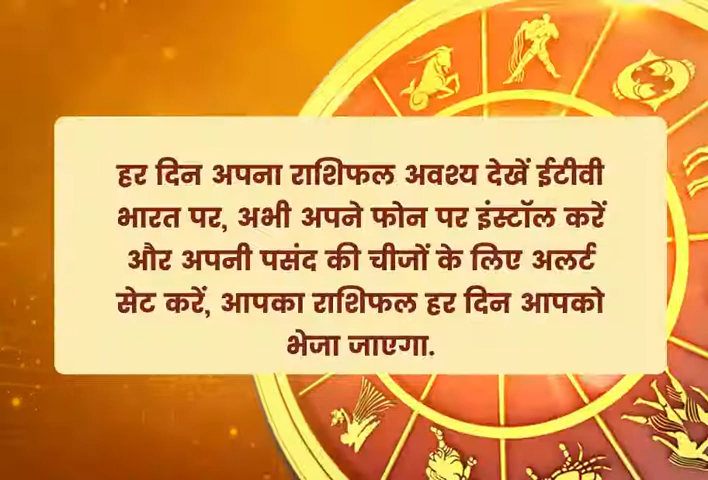 हर दिन अपना राशिफल अवश्य देखें ईटीवी
भारत पर, अभी अपने फोन पर इंस्टॉल करें
और अपनी पसंद की चीजों के लिए अलर्ट
सेट करें, आपका राशिफल हर दिन आपको
भेजा जाएगा.